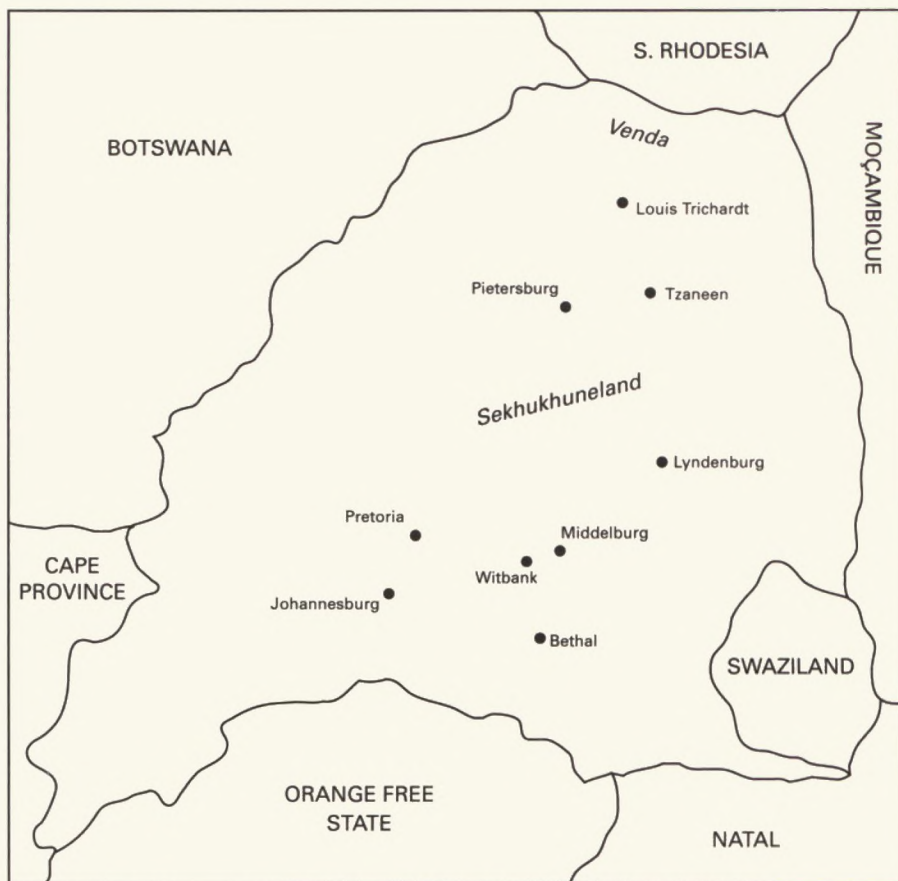 S. RHODESIA
BOTSWANA
Venda
MOÇAMBIQUE
Louis Trichardt
Pietersburg
Tzaneen
Sekhukhuneland
Lyndenburg
Pretoria
Middelburg
CAPE
PROVINCE
Witbank
Johannesburg
Bethal
SWAZILAND
ORANGE FREE
STATE
NATAL